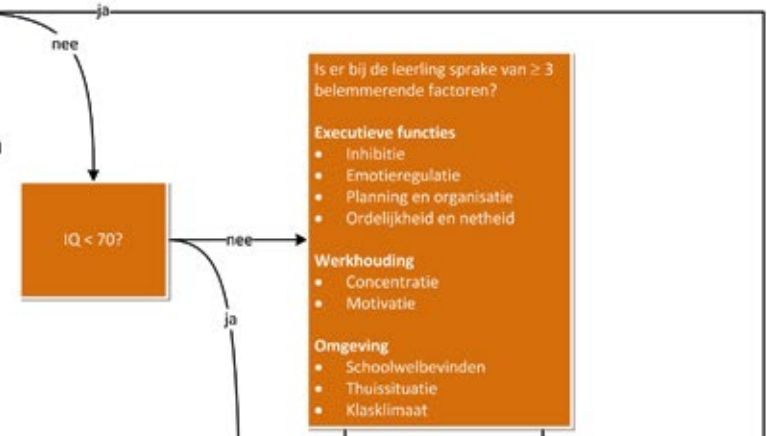 ja
nee
Is er bij de leerling sprake van ≥ 3
belemmerende factoren?
Executieve functies
• Inhibitie
• Emotieregulatie
• Planning en organisatie
• Ordelijkheid en netheid
IQ < 70?
nee
Werkhouding
• Concentratie
• Motivatie
ja
Omgeving
• Schoolwelbevinden
• Thuissituatie
• Klasklimaat